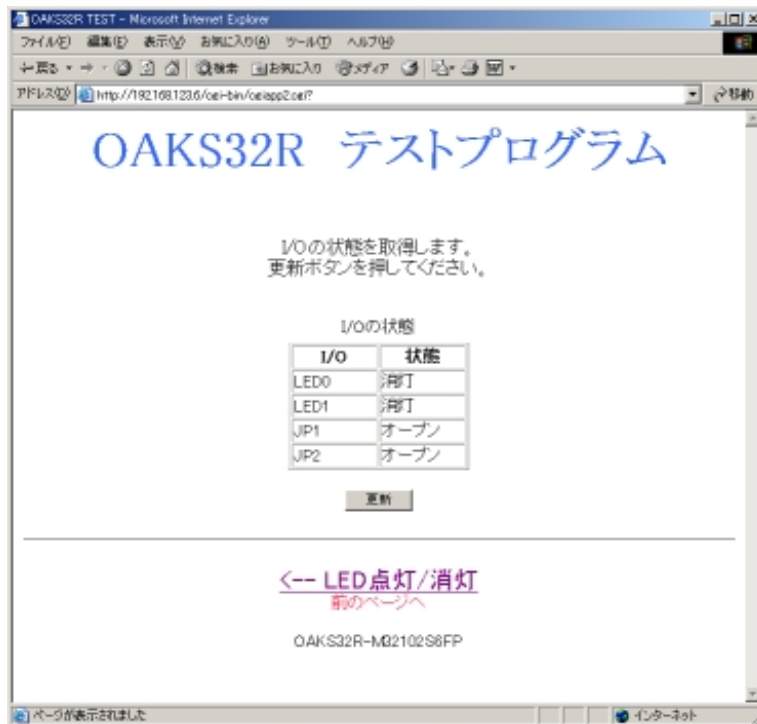 OAKS32R TEST - Microsoft Internet Explorer
ファイル(F) 編集(E) 表示(V) お気に入り(A) ツール(T) ヘルプ(H)
戻る 検索 お気に入り メディア
アドレス(D) http://192.168.123.6/cgi-bin/cgiapp2.cgi? 移動
OAKS32R テストプログラム
I/Oの状態を取得します。
更新ボタンを押してください。
I/Oの状態
I/O 状態
LED0 消灯
LED1 消灯
JP1 オープン
JP2 オープン
更新
<-- LED点灯/消灯
前のページへ
OAKS32R-M32102S6FP
ページが表示されました インターネット